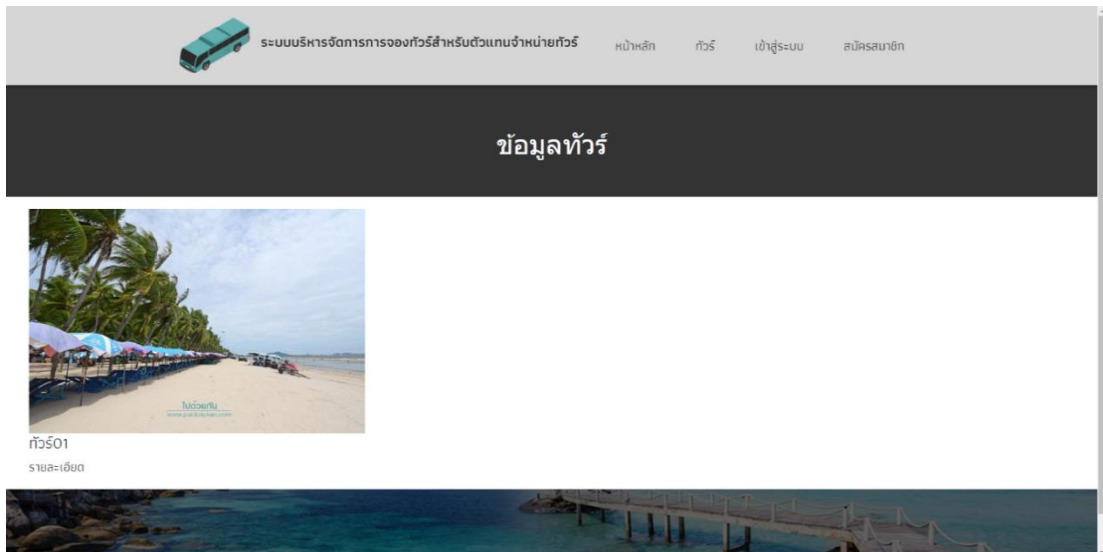 ระบบบริหารจัดการการจองทัวร์สำหรับตัวแทนจำหน่ายทัวร์
หน้าหลัก ทัวร์ เข้าสู่ระบบ สมัครสมาชิก
ข้อมูลทัวร์
ไปด้วยกัน
www.paiduaykan.com
ทัวร์01
รายละเอียด